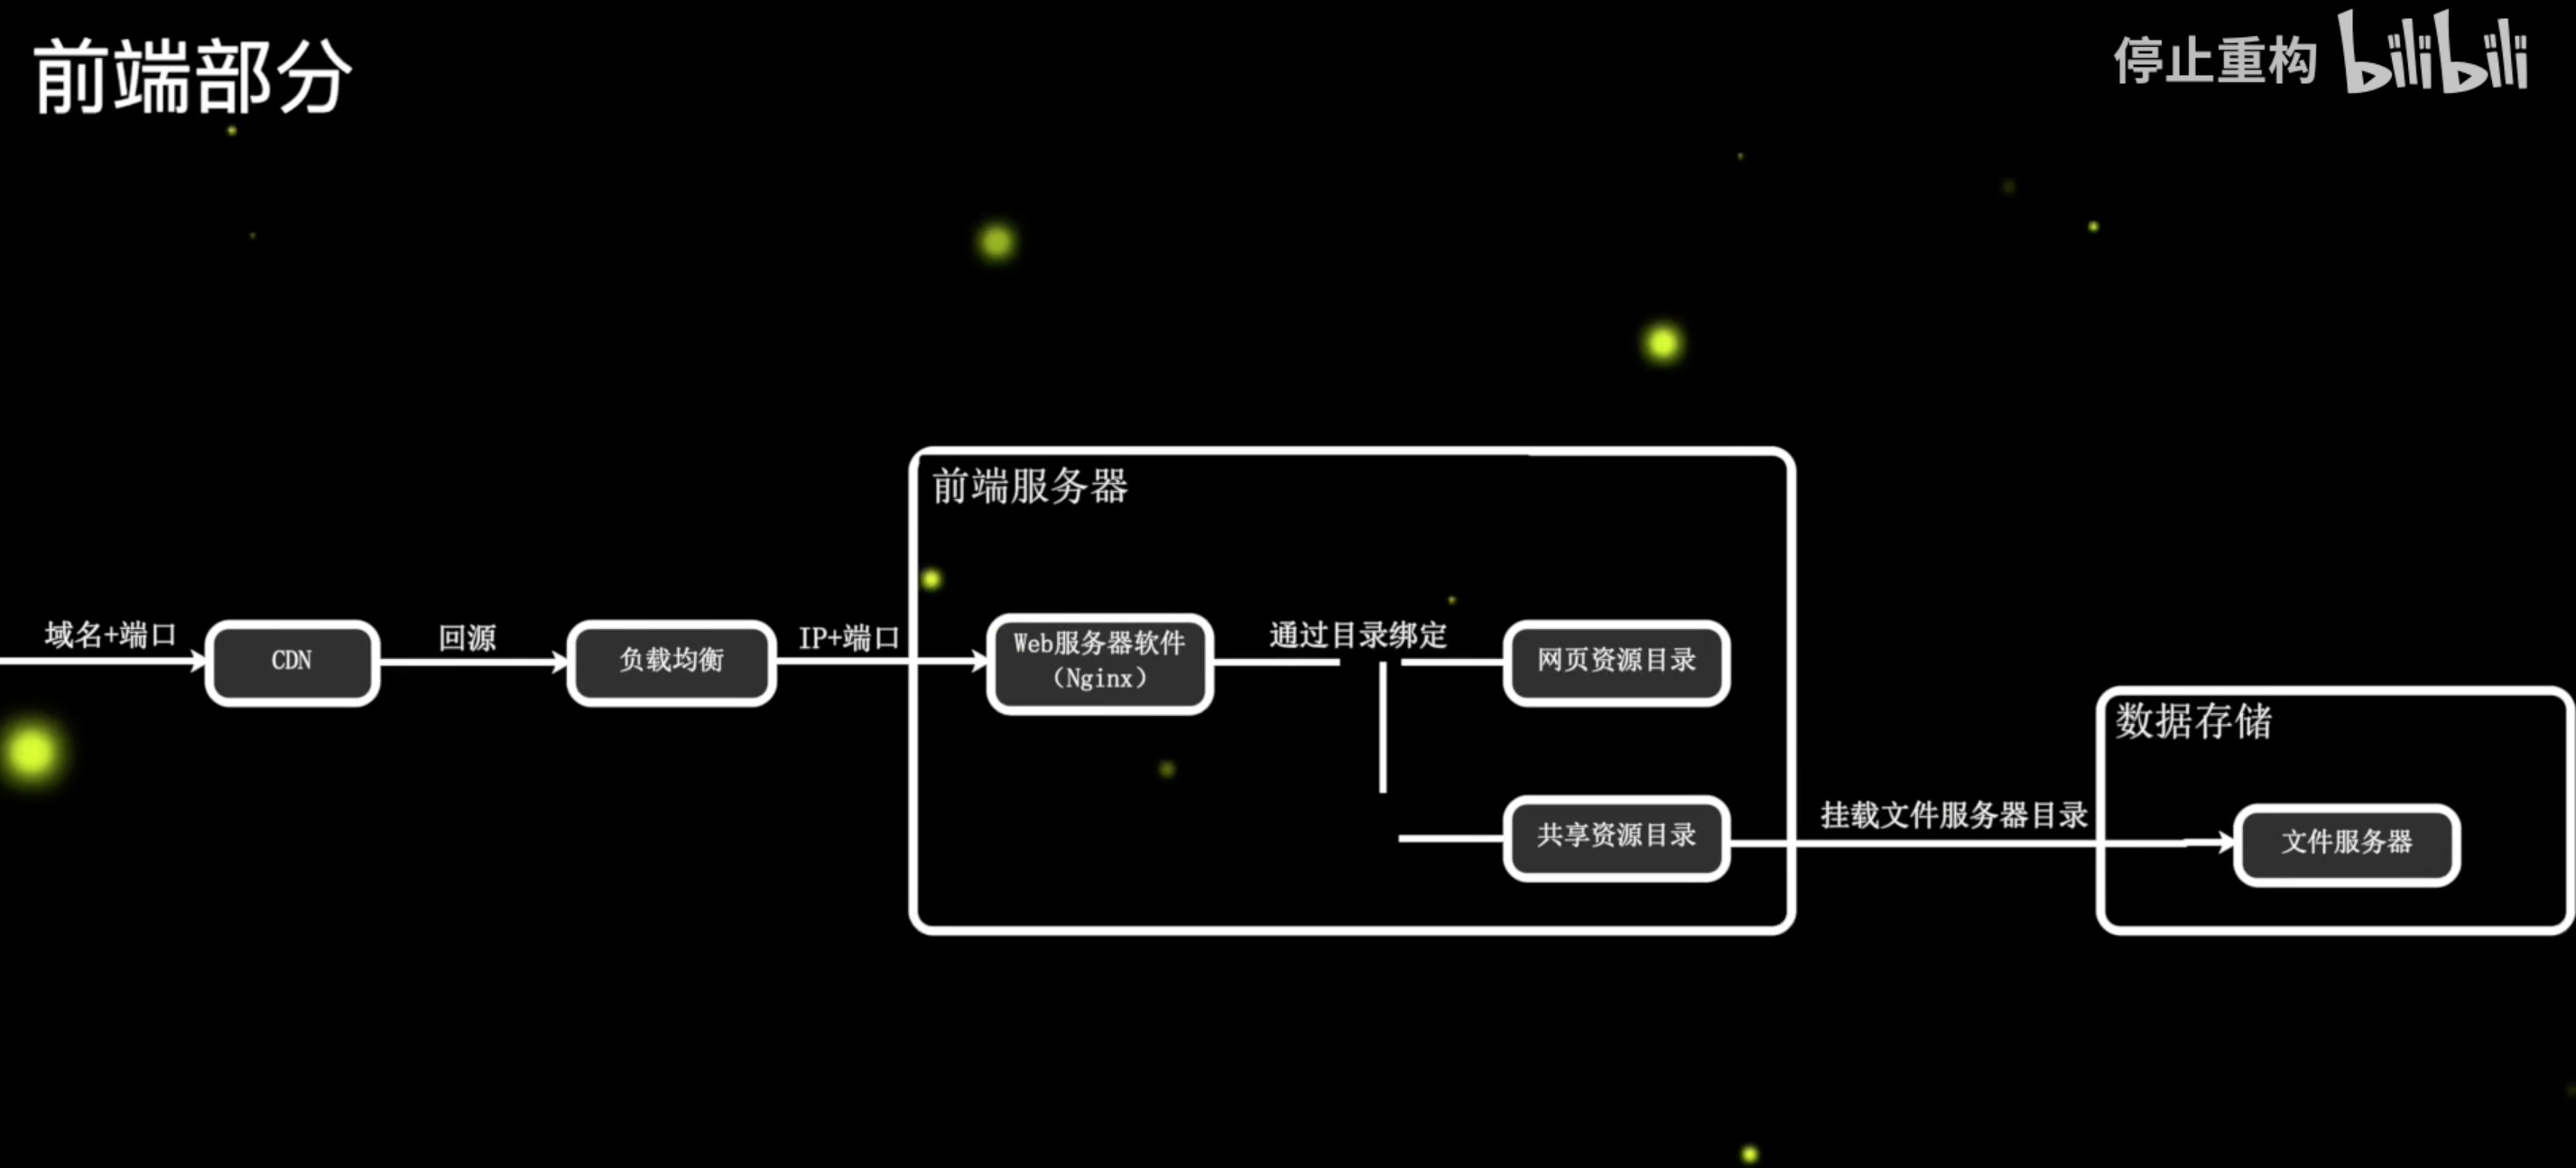 前端部分
停止重构 bilibili
前端服务器
域名+端口
CDN
回源
负载均衡
IP+端口
Web服务器软件
（Nginx）
通过目录绑定
网页资源目录
共享资源目录
挂载文件服务器目录
数据存储
文件服务器